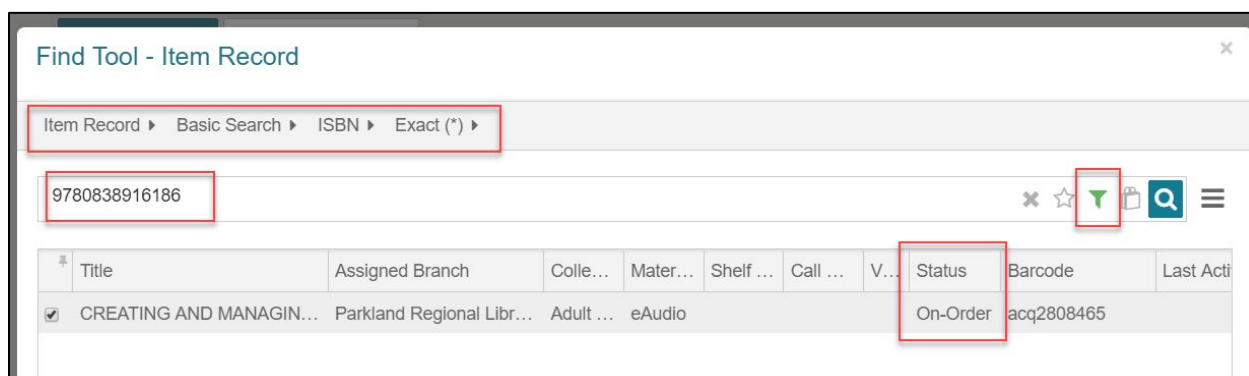 Find Tool - Item Record
Item Record Basic Search ISBN Exact (*)
9780838916186
Title Assigned Branch Colle... Mater... Shelf ... Call ... V... Status Barcode Last Acti
CREATING AND MANAGIN... Parkland Regional Libr... Adult ... eAudio On-Order acq2808465